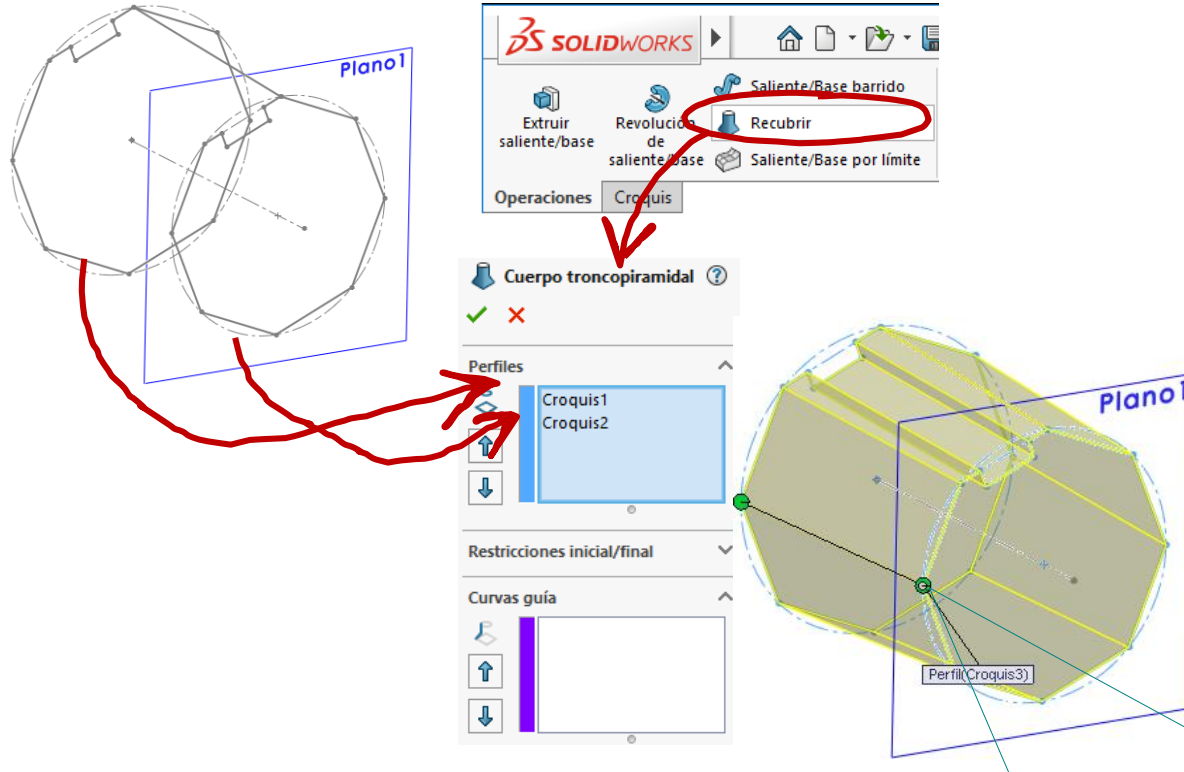 Plano1
SOLIDWORKS
Saliente/Base barrido
Extruir
saliente/base
Revolución
de
saliente/base
Recubrir
Saliente/Base por límite
Operaciones
Croquis
Cuerpo troncopiramidal
Perfiles
Croquis1
Croquis2
Restricciones inicial/final
Curvas guía
Plano1
Perfil(Croquis3)